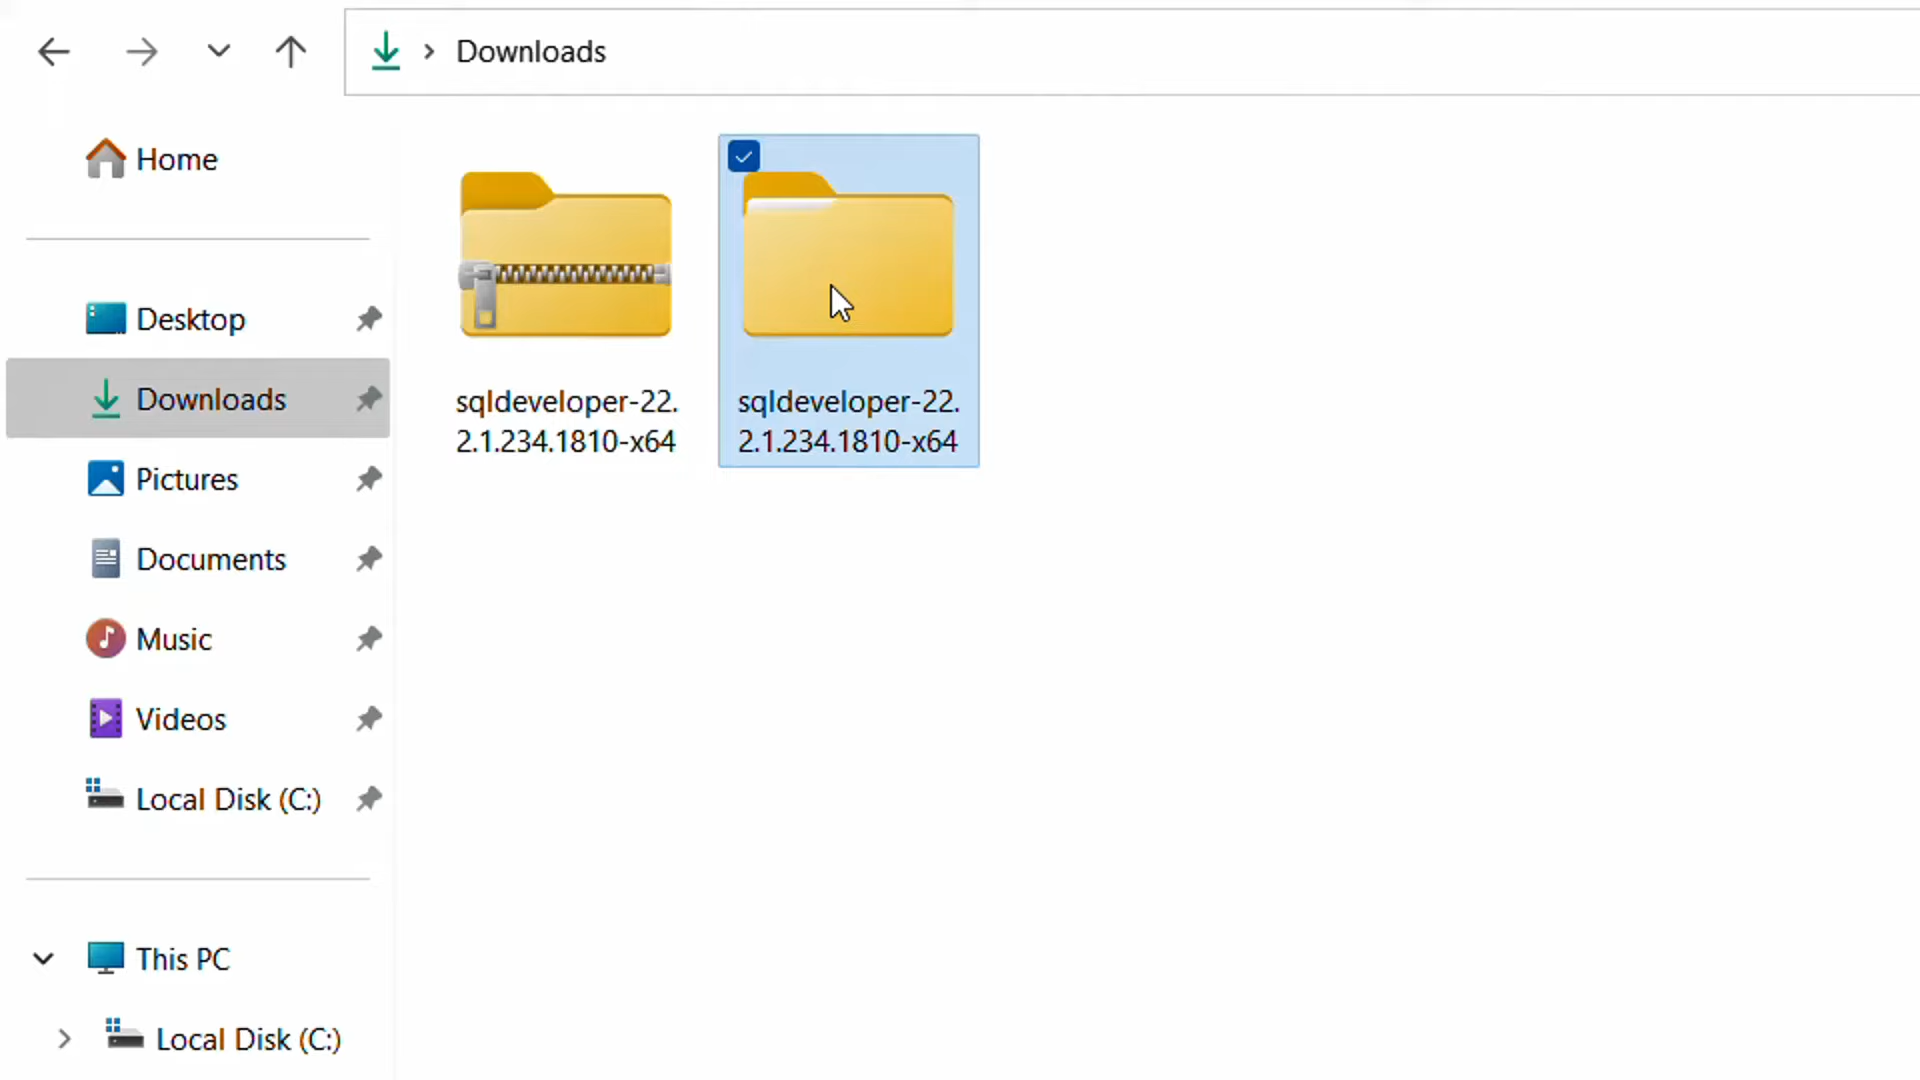 Downloads
Home
Desktop
Downloads
Pictures
Documents
Music
Videos
Local Disk (C:)
This PC
Local Disk (C:)
sqldeveloper-22.
2.1.234.1810-x64
sqldeveloper-22.
2.1.234.1810-x64